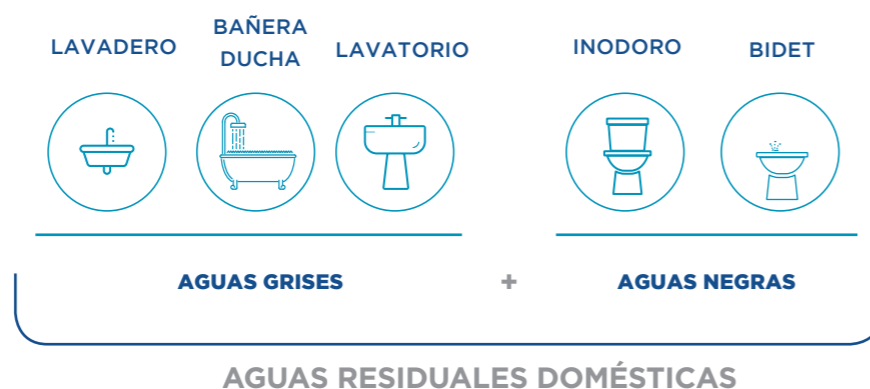 LAVADERO
BAÑERA
DUCHA
LAVATORIO
INODORO
BIDET
AGUAS GRISES + AGUAS NEGRAS
AGUAS RESIDUALES DOMÉSTICAS